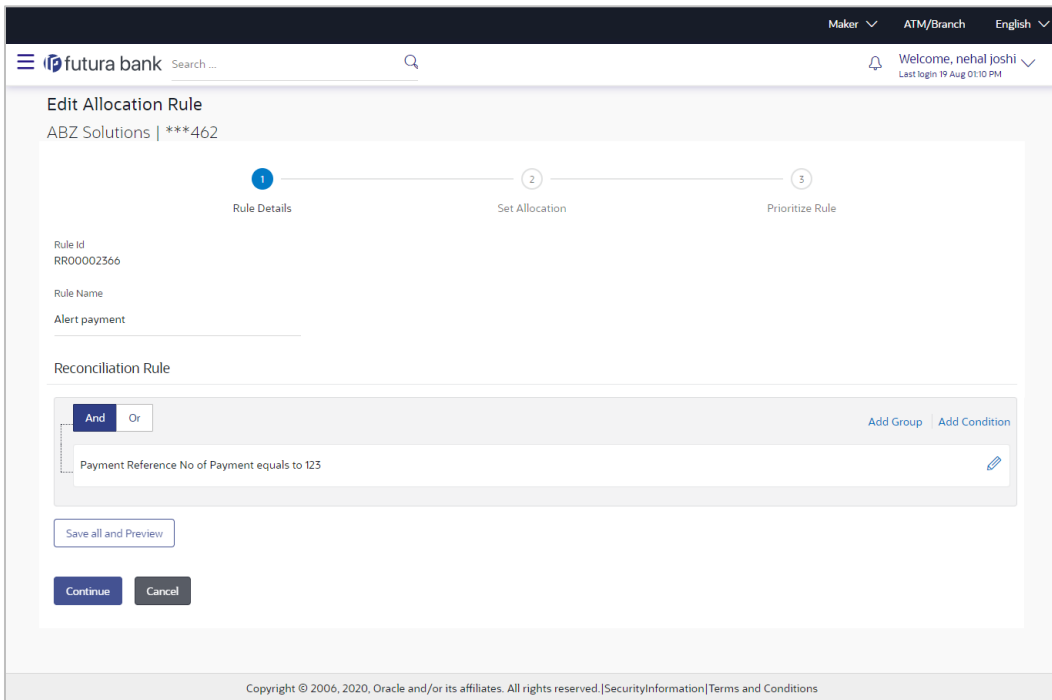 Maker ATM/Branch English
futura bank Search ... Welcome, nehal joshi
Last login 19 Aug 01:10 PM
Edit Allocation Rule
ABZ Solutions | ***462
1 2 3
Rule Details Set Allocation Prioritize Rule
Rule Id
RR00002366
Rule Name
Alert payment
Reconciliation Rule
And Or Add Group Add Condition
Payment Reference No of Payment equals to 123
Save all and Preview
Continue Cancel
Copyright © 2006, 2020, Oracle and/or its affiliates. All rights reserved.|SecurityInformation|Terms and Conditions